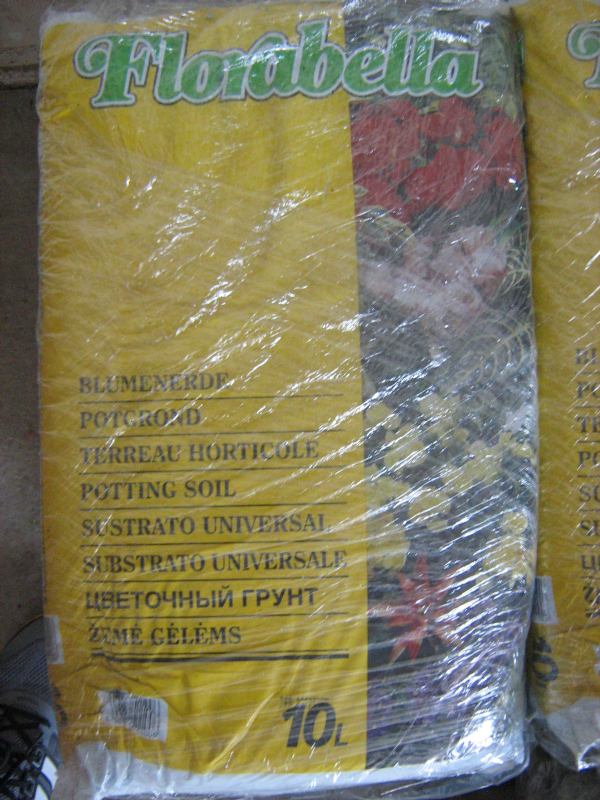 Florabella
BLUMENERDE
POTGROND
TERREAU HORTICOLE
POTTING SOIL
SUSTRATO UNIVERSAL
SUBSTRATO UNIVERSALE
ЦВЕТОЧНЫЙ ГРУНТ
ŽEMĖ GĖLĖMS
10L